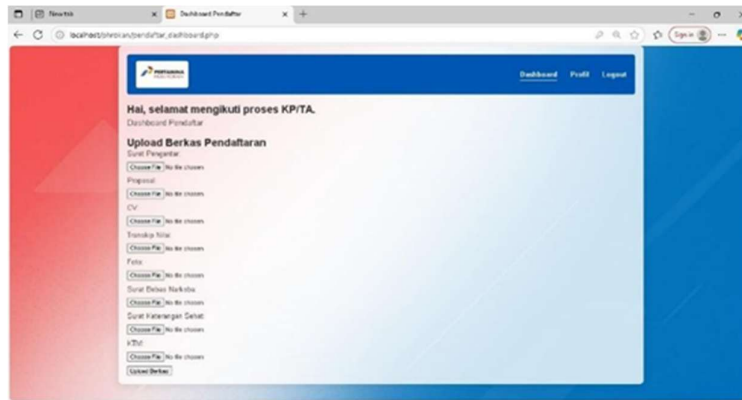 New tab
Dashboard Pendaftar
localhost/phrokan/pendaftar_dashboard.php
Sign in
PERTAMINA
Dashboard Profil Logout
Hai, selamat mengikuti proses KP/TA.
Dashboard Pendaftar
Upload Berkas Pendaftaran
Surat Pengantar:
Choose File No file chosen
Proposal:
Choose File No file chosen
CV:
Choose File No file chosen
Transkip Nilai:
Choose File No file chosen
Foto:
Choose File No file chosen
Surat Bebas Narkoba:
Choose File No file chosen
Surat Keterangan Sehat:
Choose File No file chosen
KTM:
Choose File No file chosen
Upload Berkas